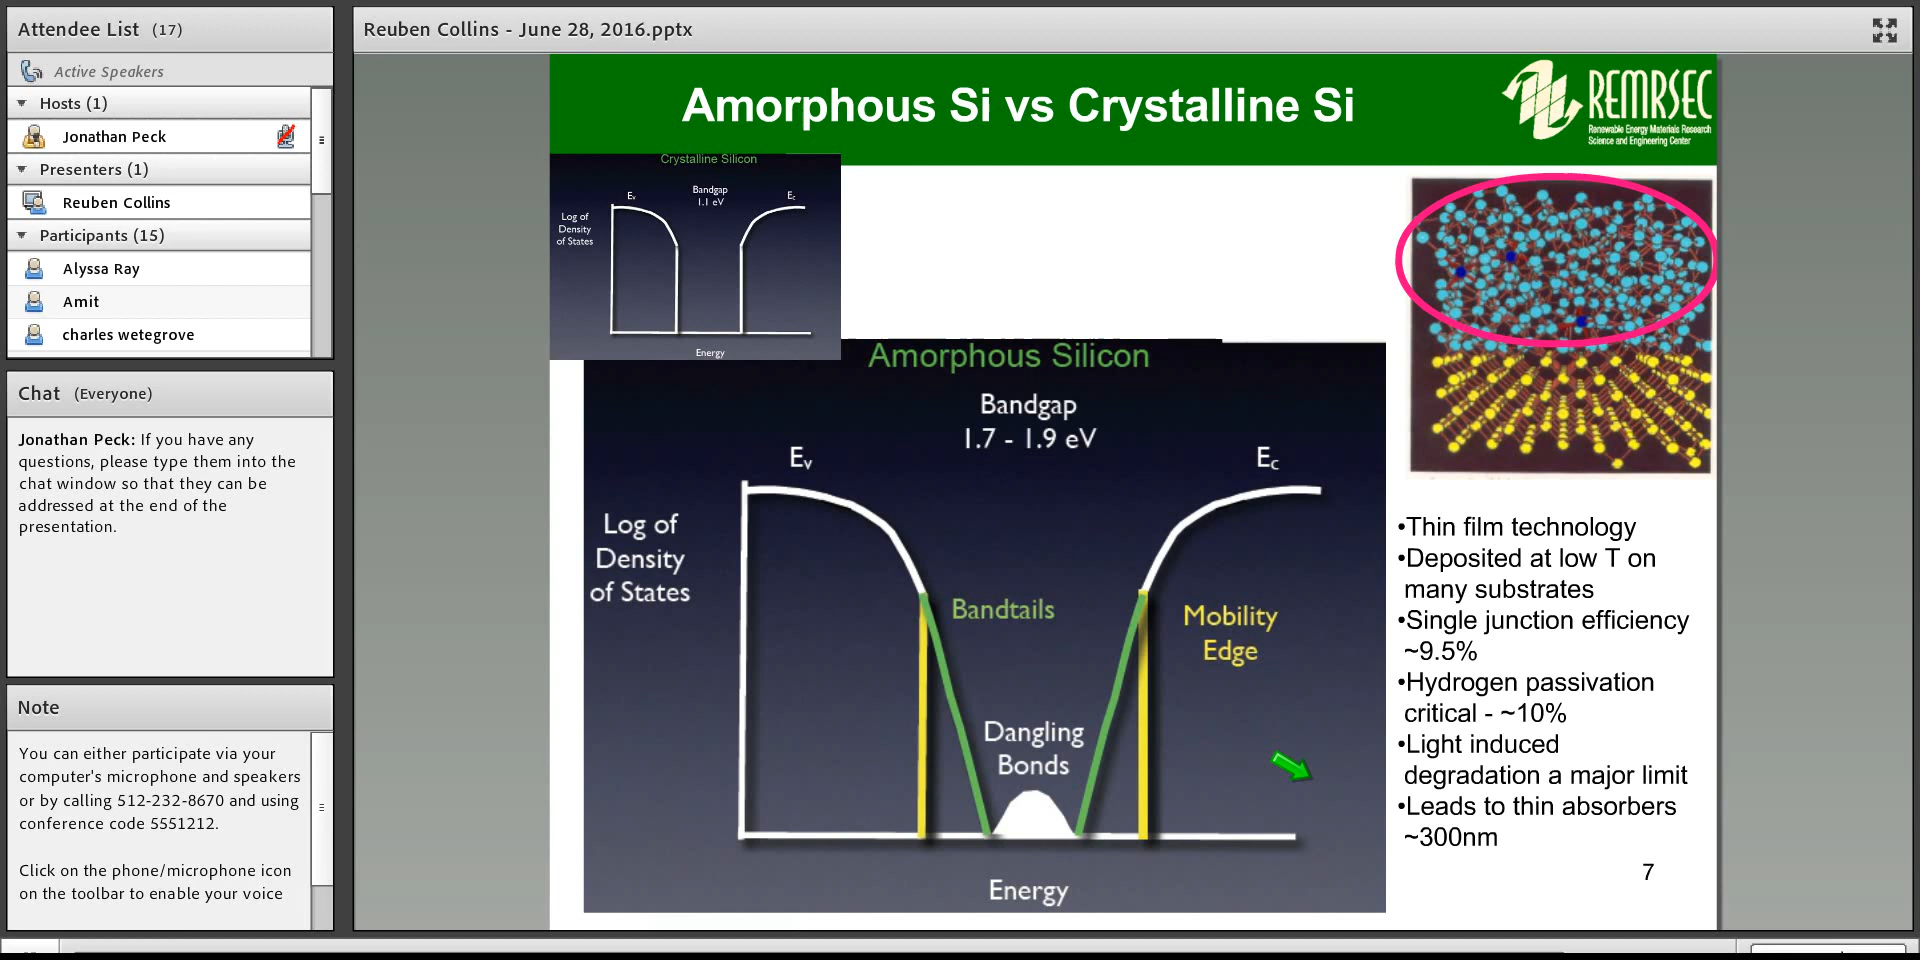 Attendee List (17)
Active Speakers
Hosts (1)
Jonathan Peck
Presenters (1)
Reuben Collins
Participants (15)
Alyssa Ray
Amit
charles wetegrove
Chat (Everyone)
Jonathan Peck: If you have any
questions, please type them into the
chat window so that they can be
addressed at the end of the
presentation.
Note
You can either participate via your
computer's microphone and speakers
or by calling 512-232-8670 and using
conference code 5551212.
Click on the phone/microphone icon
on the toolbar to enable your voice
Reuben Collins - June 28, 2016.pptx
Amorphous Si vs Crystalline Si
REMRSEC
Renewable Energy Materials Research
Science and Engineering Center
Crystalline Silicon
Ev
Bandgap
1.1 eV
Ec
Log of
Density
of States
Energy
Amorphous Silicon
Bandgap
1.7 - 1.9 eV
Ev
Ec
Log of
Density
of States
Bandtails
Mobility
Edge
Dangling
Bonds
Energy
•Thin film technology
•Deposited at low T on
many substrates
•Single junction efficiency
~9.5%
•Hydrogen passivation
critical - ~10%
•Light induced
degradation a major limit
•Leads to thin absorbers
~300nm
7